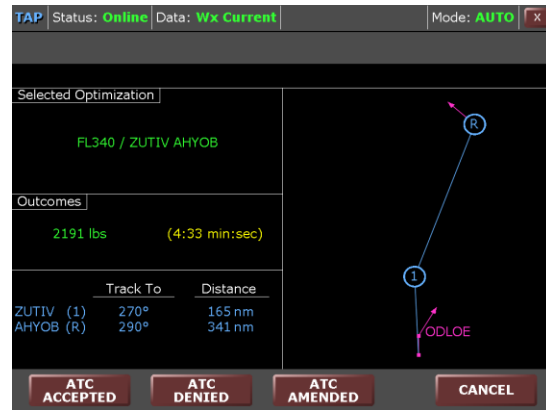 TAP Status: Online Data: Wx Current Mode: AUTO X
Selected Optimization
FL340 / ZUTIV AHYOB
Outcomes
2191 lbs (4:33 min:sec)
Track To Distance
ZUTIV (1) 270° 165 nm
AHYOB (R) 290° 341 nm
R
1
ODLOE
ATC ACCEPTED
ATC DENIED
ATC AMENDED
CANCEL